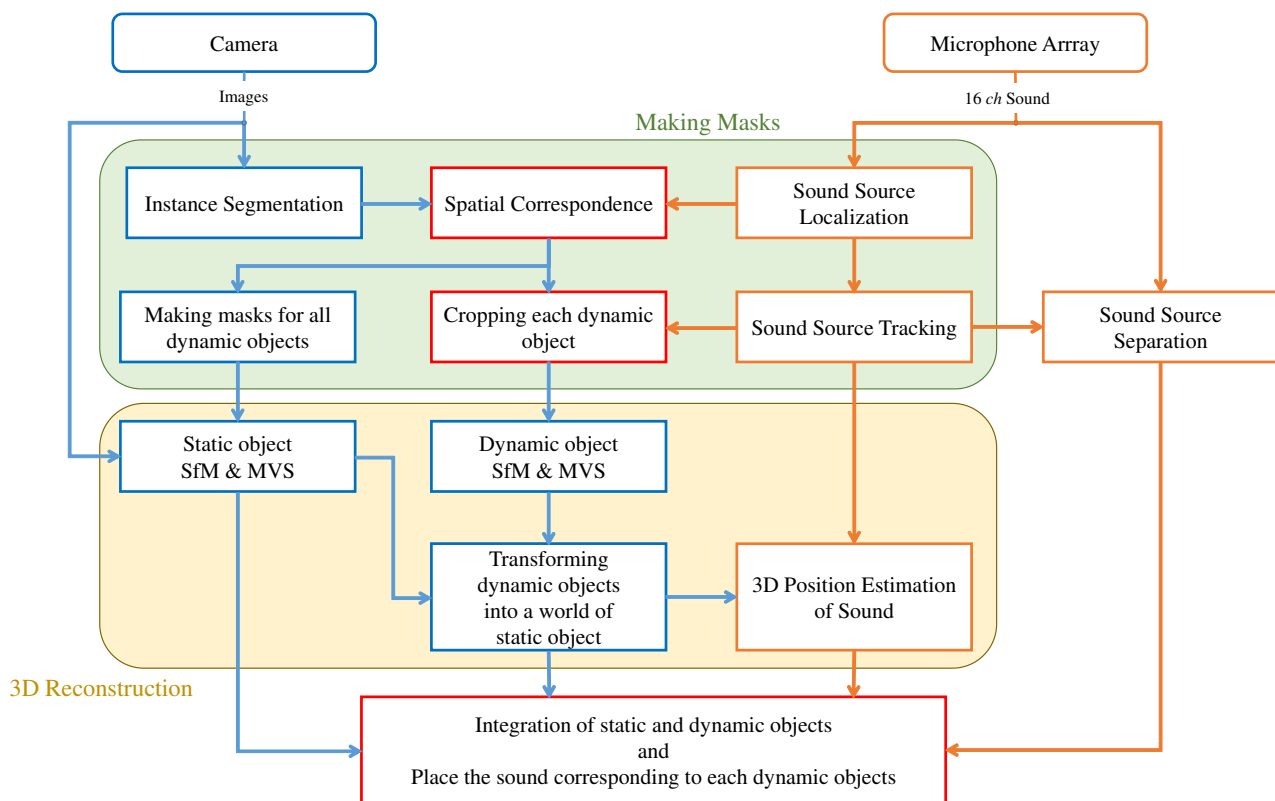 Camera
Microphone Arrray
Images
16 ch Sound
Making Masks
Instance Segmentation
Spatial Correspondence
Sound Source
Localization
Making masks for all
dynamic objects
Cropping each dynamic
object
Sound Source Tracking
Sound Source
Separation
Static object
SfM & MVS
Dynamic object
SfM & MVS
Transforming
dynamic objects
into a world of
static object
3D Position Estimation
of Sound
3D Reconstruction
Integration of static and dynamic objects
and
Place the sound corresponding to each dynamic objects